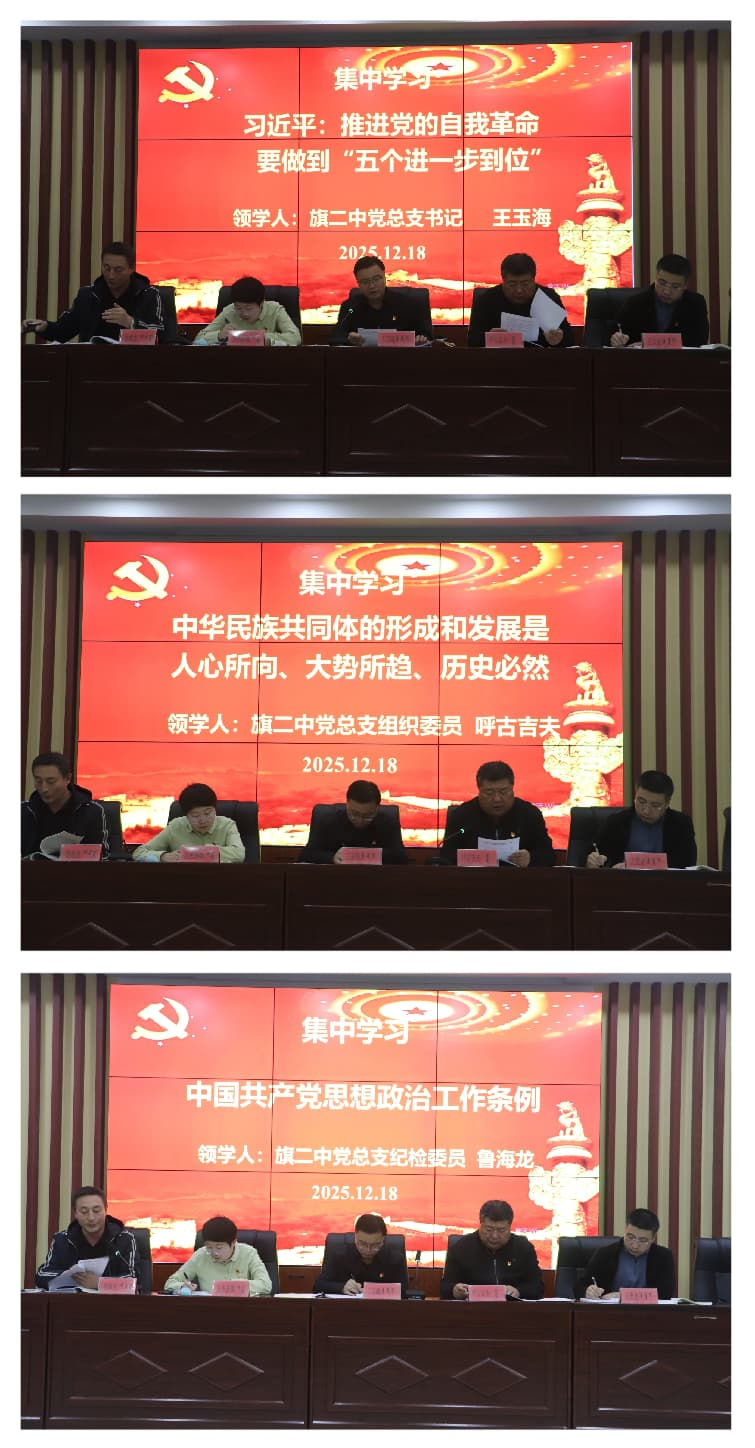 集中学习
习近平：推进党的自我革命
要做到“五个进一步到位”
领学人：旗二中党总支书记 王玉海
2025.12.18
集中学习
中华民族共同体的形成和发展是
人心所向、大势所趋、历史必然
领学人：旗二中党总支组织委员 呼古吉夫
2025.12.18
集中学习
中国共产党思想政治工作条例
领学人：旗二中党总支纪检委员 鲁海龙
2025.12.18